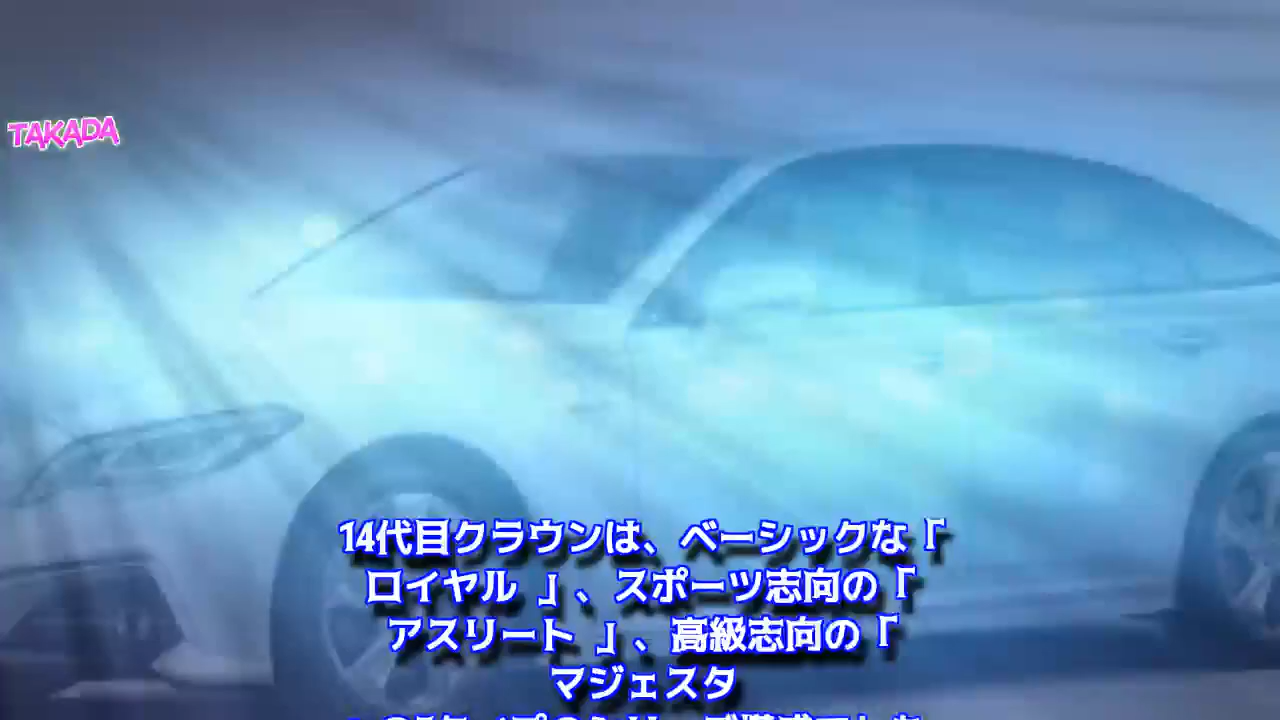 TAKADA
14代目クラウンは、ベーシックな「
ロイヤル 」、スポーツ志向の「
アスリート 」、高級志向の「
マジェスタ